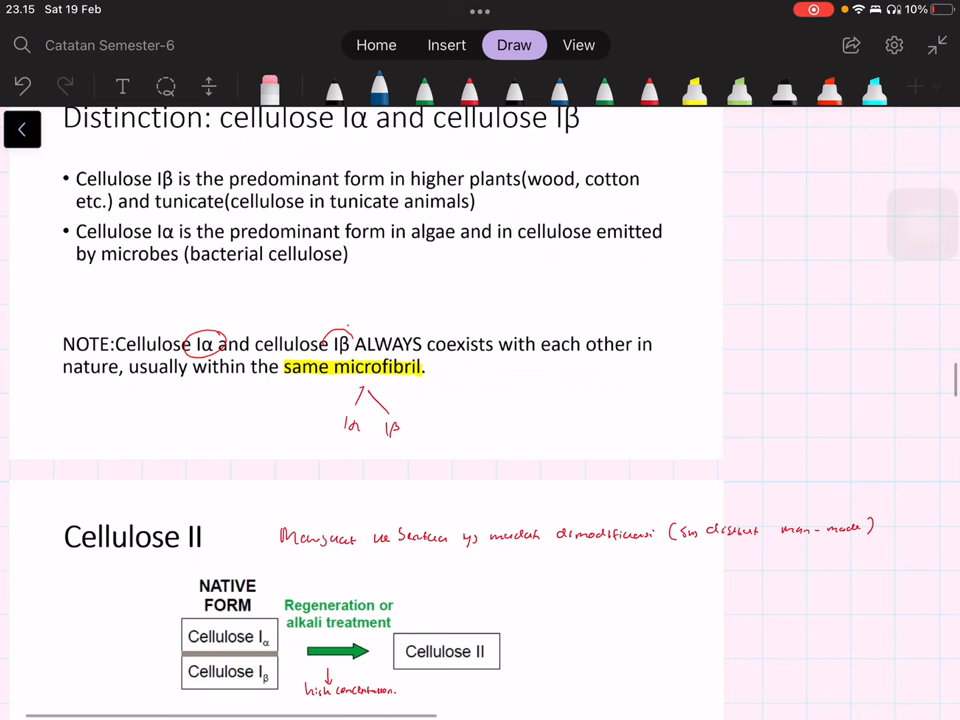 23.15 Sat 19 Feb
10%
Catatan Semester-6
Home Insert Draw View
Distinction: cellulose Iα and cellulose Iβ
• Cellulose Iβ is the predominant form in higher plants(wood, cotton
etc.) and tunicate(cellulose in tunicate animals)
• Cellulose Iα is the predominant form in algae and in cellulose emitted
by microbes (bacterial cellulose)
NOTE:Cellulose Iα and cellulose Iβ ALWAYS coexists with each other in
nature, usually within the same microfibril.
Iα Iβ
Cellulose II
yg mudah dimodifikasi ( disebut man-made )
NATIVE
FORM
Regeneration or
alkali treatment
Cellulose Iα
Cellulose Iβ
Cellulose II
high concentration.